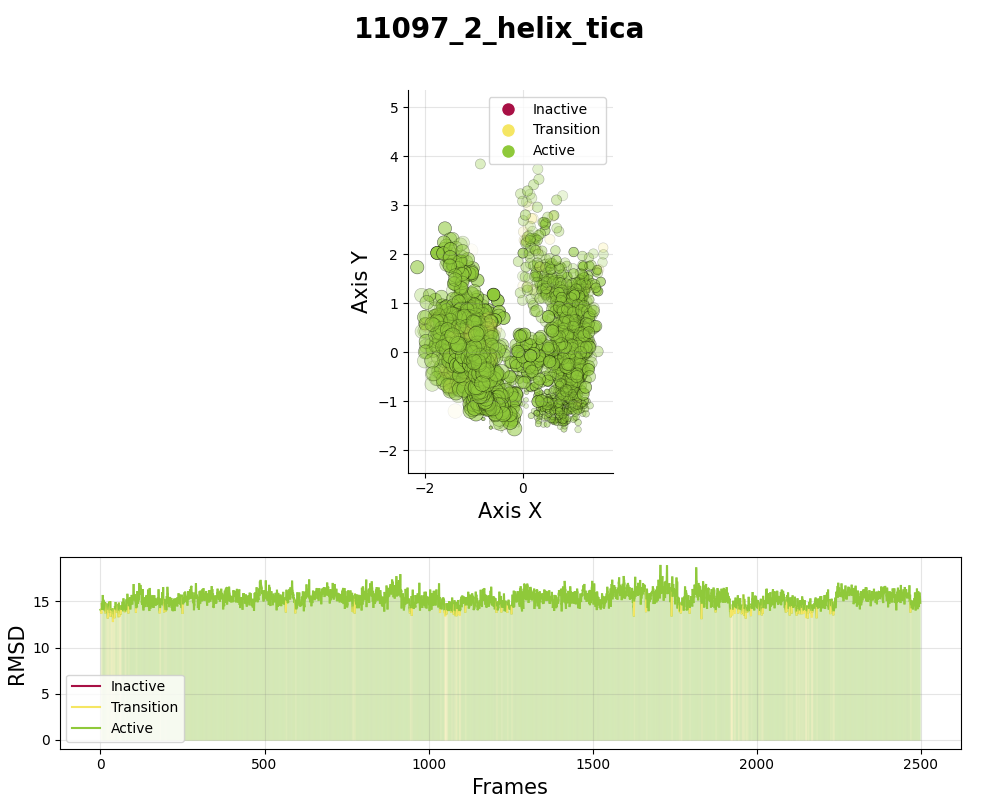 11097_2_helix_tica
Inactive
Transition
Active
5
4
3
2
1
0
−1
−2
Axis Y
−2 0
Axis X
15
10
5
0
RMSD
Inactive
Transition
Active
0 500 1000 1500 2000 2500
Frames